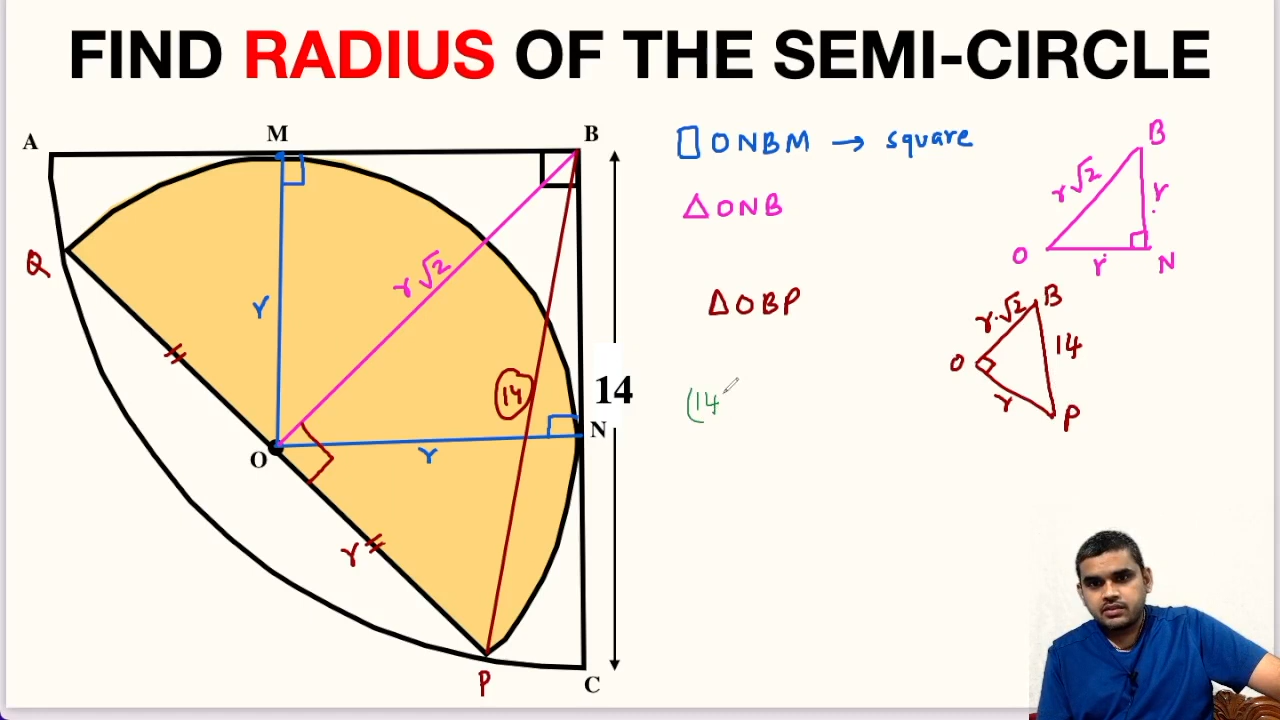 FIND RADIUS OF THE SEMI-CIRCLE
A
M
B
□ONBM → square
B
r√2
r
△ONB
O
r
N
Q
r√2
r
△OBP
r.√2
B
O
14
r
P
14
14
(14
N
O
r
r
P
C